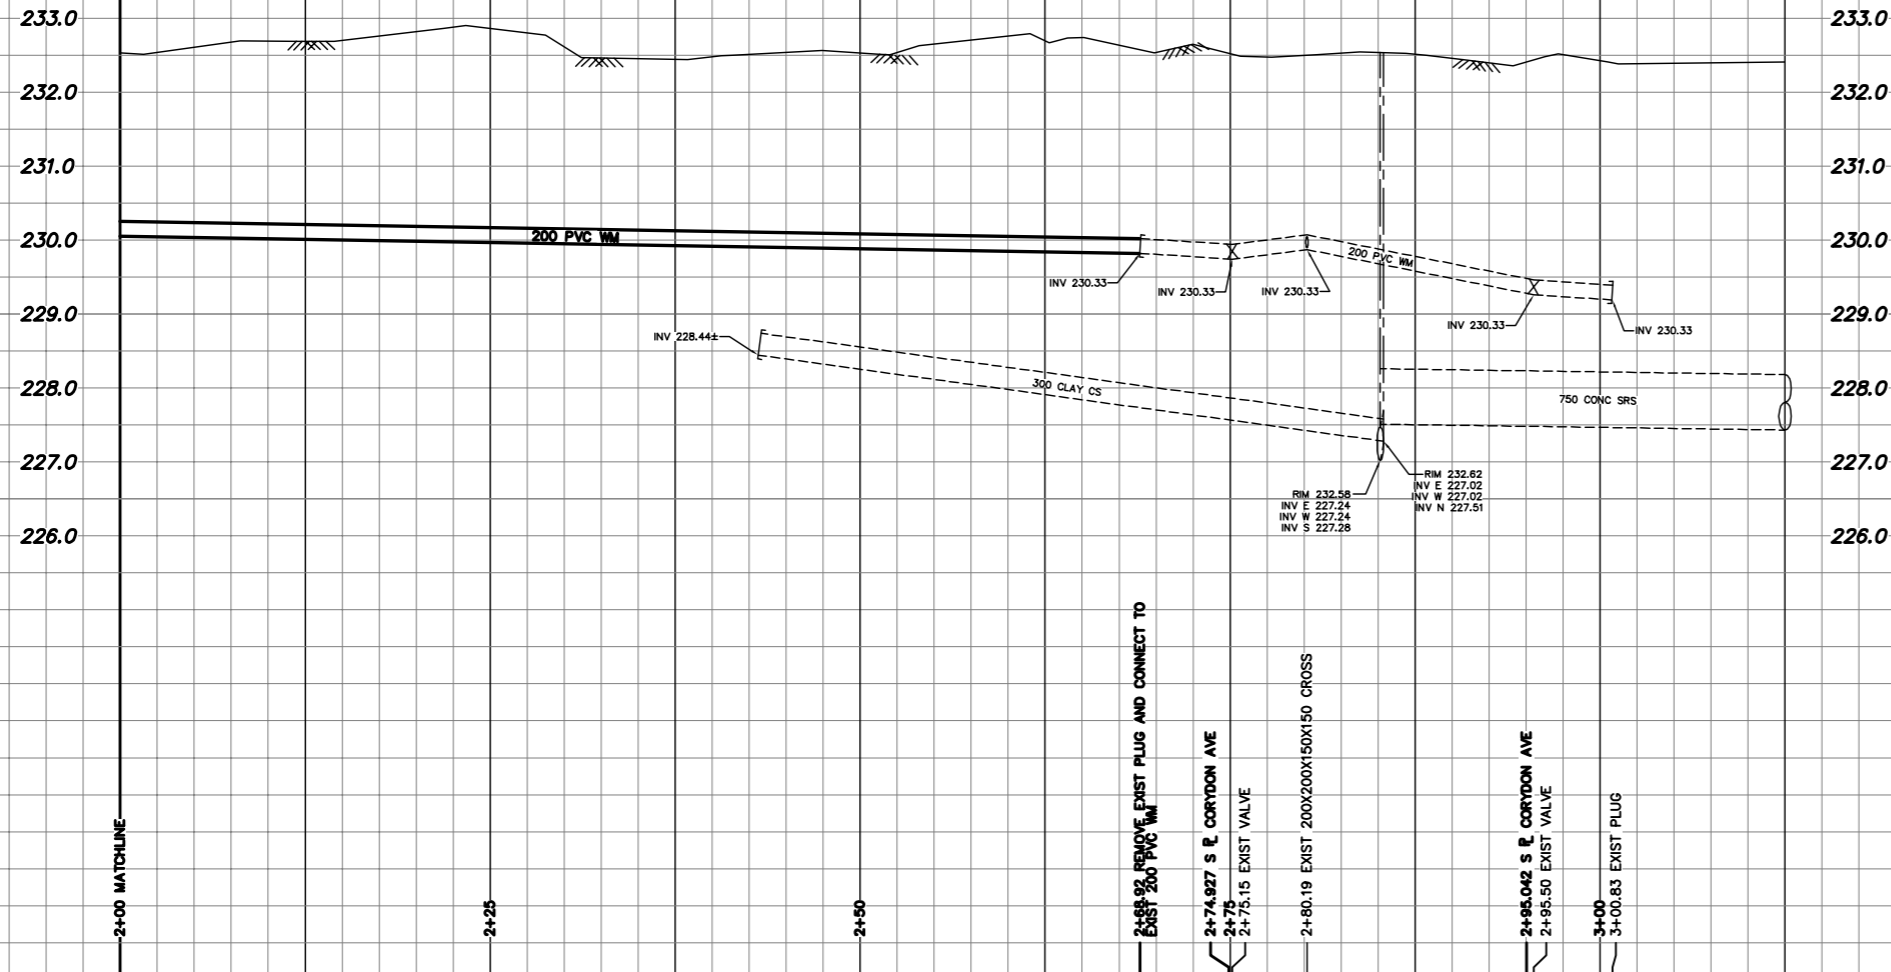 233.0
233.0
232.0
232.0
231.0
231.0
230.0
200 PVC WM
200 PVC WM
230.0
INV 230.33
INV 230.33
INV 230.33
229.0
INV 230.33
INV 230.33
229.0
INV 228.44±
228.0
300 CLAY CS
750 CONC SRS
228.0
227.0
227.0
RIM 232.62
INV E 227.02
INV W 227.02
INV N 227.51
RIM 232.58
INV E 227.24
INV W 227.24
INV S 227.28
226.0
226.0
2+00 MATCHLINE
2+25
2+50
2+68.92 REMOVE EXIST PLUG AND CONNECT TO
EXIST 200 PVC WM
2+74.927 S PL CORYDON AVE
2+75
2+75.15 EXIST VALVE
2+80.19 EXIST 200X200X150X150 CROSS
2+95.042 S PL CORYDON AVE
2+95.50 EXIST VALVE
3+00
3+00.83 EXIST PLUG